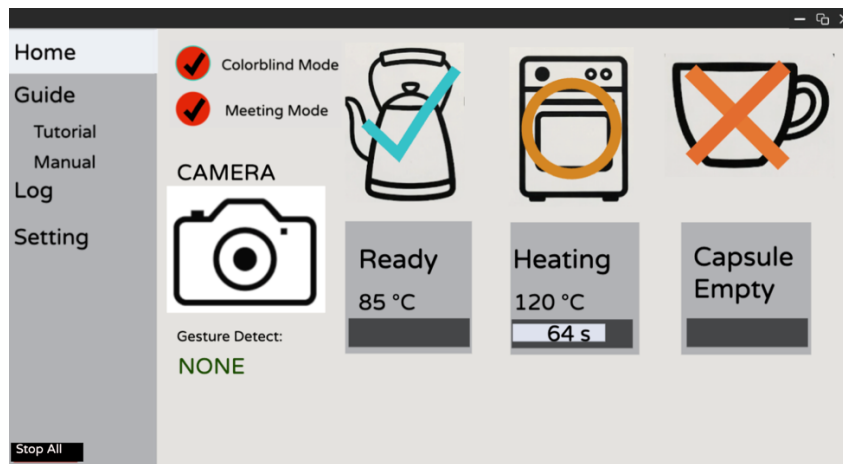 Home
Guide
Tutorial
Manual
Log
Setting
Stop All
Colorblind Mode
Meeting Mode
CAMERA
Gesture Detect:
NONE
Ready
85 °C
Heating
120 °C
64 s
Capsule
Empty